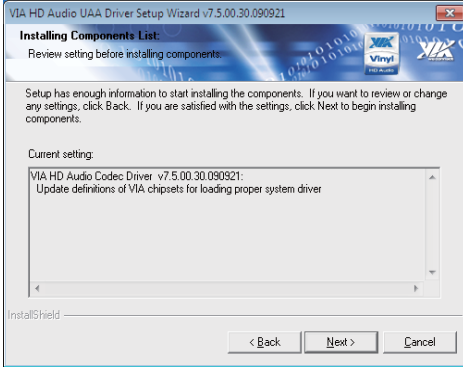 VIA HD Audio UAA Driver Setup Wizard v7.5.00.30.090921
Installing Components List:
Review setting before installing components.
VIA
Vinyl
HD AUDIO
VIA
Setup has enough information to start installing the components. If you want to review or change
any settings, click Back. If you are satisfied with the settings, click Next to begin installing
components.
Current setting:
VIA HD Audio Codec Driver v7.5.00.30.090921:
Update definitions of VIA chipsets for loading proper system driver
InstallShield
< Back
Next >
Cancel